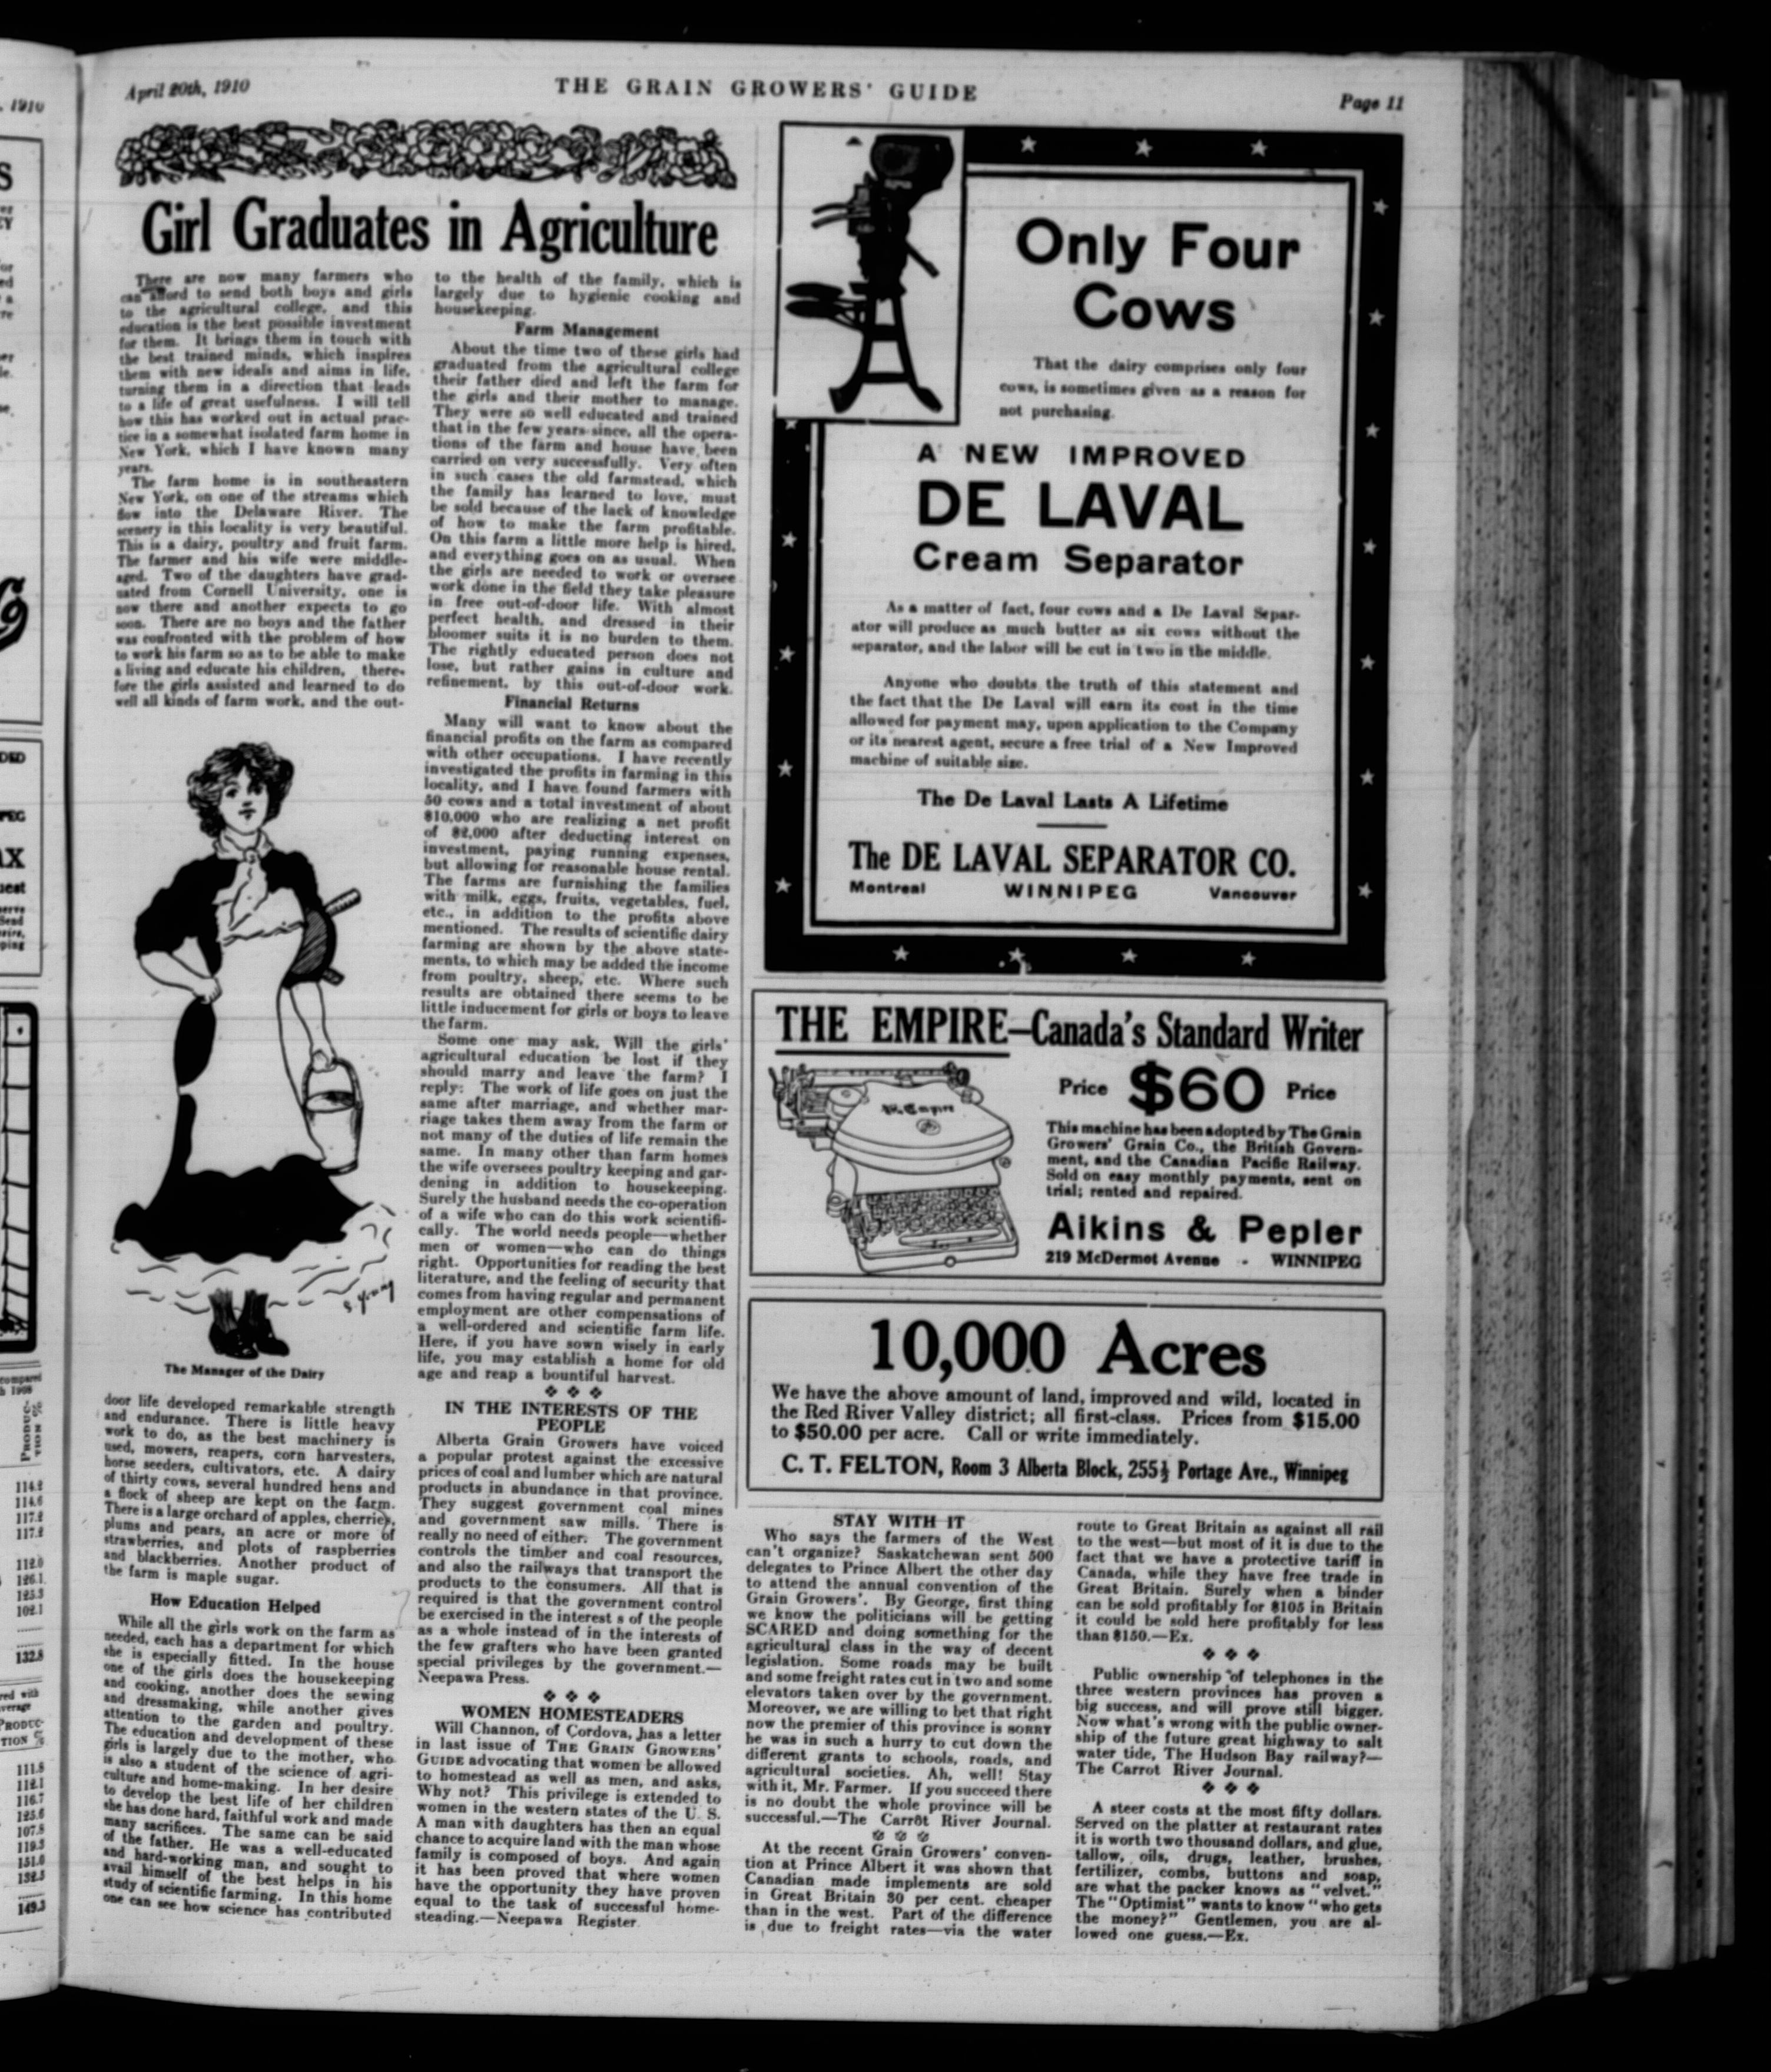 April 20th, 1910
THE GRAIN GROWERS' GUIDE
Page 11
Girl Graduates in Agriculture
There are now many farmers who
can afford to send both boys and girls
to the agricultural college, and this
education is the best possible investment
for them. It brings them in touch with
the best trained minds, which inspires
them with new ideals and aims in life,
turning them in a direction that leads
to a life of great usefulness. I will tell
how this has worked out in actual prac-
tice in a somewhat isolated farm home in
New York, which I have known many
years.
The farm home is in southeastern
New York, on one of the streams which
flow into the Delaware River. The
scenery in this locality is very beautiful.
This is a dairy, poultry and fruit farm.
The farmer and his wife were middle-
aged. Two of the daughters have grad-
uated from Cornell University, one is
now there and another expects to go
soon. There are no boys and the father
was confronted with the problem of how
to work his farm so as to be able to make
a living and educate his children, there-
fore the girls assisted and learned to do
well all kinds of farm work, and the out-
S. Young
The Manager of the Dairy
door life developed remarkable strength
and endurance. There is little heavy
work to do, as the best machinery is
used, mowers, reapers, corn harvesters,
horse seeders, cultivators, etc. A dairy
of thirty cows, several hundred hens and
a flock of sheep are kept on the farm.
There is a large orchard of apples, cherries,
plums and pears, an acre or more of
strawberries, and plots of raspberries
and blackberries. Another product of
the farm is maple sugar.
How Education Helped
While all the girls work on the farm as
needed, each has a department for which
she is especially fitted. In the house
one of the girls does the housekeeping
and cooking, another does the sewing
and dressmaking, while another gives
attention to the garden and poultry.
The education and development of these
girls is largely due to the mother, who
is also a student of the science of agri-
culture and home-making. In her desire
to develop the best life of her children
she has done hard, faithful work and made
many sacrifices. The same can be said
of the father. He was a well-educated
and hard-working man, and sought to
avail himself of the best helps in his
study of scientific farming. In this home
one can see how science has contributed
to the health of the family, which is
largely due to hygienic cooking and
housekeeping.
Farm Management
About the time two of these girls had
graduated from the agricultural college
their father died and left the farm for
the girls and their mother to manage.
They were so well educated and trained
that in the few years since, all the opera-
tions of the farm and house have been
carried on very successfully. Very often
in such cases the old farmstead, which
the family has learned to love, must
be sold because of the lack of knowledge
of how to make the farm profitable.
On this farm a little more help is hired,
and everything goes on as usual. When
the girls are needed to work or oversee
work done in the field they take pleasure
in free out-of-door life. With almost
perfect health, and dressed in their
bloomer suits it is no burden to them.
The rightly educated person does not
lose, but rather gains in culture and
refinement, by this out-of-door work.
Financial Returns
Many will want to know about the
financial profits on the farm as compared
with other occupations. I have recently
investigated the profits in farming in this
locality, and I have found farmers with
50 cows and a total investment of about
$10,000 who are realizing a net profit
of $2,000 after deducting interest on
investment, paying running expenses,
but allowing for reasonable house rental.
The farms are furnishing the families
with milk, eggs, fruits, vegetables, fuel,
etc., in addition to the profits above
mentioned. The results of scientific dairy
farming are shown by the above state-
ments, to which may be added the income
from poultry, sheep, etc. Where such
results are obtained there seems to be
little inducement for girls or boys to leave
the farm.
Some one may ask, Will the girls'
agricultural education be lost if they
should marry and leave the farm? I
reply: The work of life goes on just the
same after marriage, and whether mar-
riage takes them away from the farm or
not many of the duties of life remain the
same. In many other than farm homes
the wife oversees poultry keeping and gar-
dening in addition to housekeeping.
Surely the husband needs the co-operation
of a wife who can do this work scientifi-
cally. The world needs people—whether
men or women—who can do things
right. Opportunities for reading the best
literature, and the feeling of security that
comes from having regular and permanent
employment are other compensations of
a well-ordered and scientific farm life.
Here, if you have sown wisely in early
life, you may establish a home for old
age and reap a bountiful harvest.
IN THE INTERESTS OF THE
PEOPLE
Alberta Grain Growers have voiced
a popular protest against the excessive
prices of coal and lumber which are natural
products in abundance in that province.
They suggest government coal mines
and government saw mills. There is
really no need of either. The government
controls the timber and coal resources,
and also the railways that transport the
products to the consumers. All that is
required is that the government control
be exercised in the interest s of the people
as a whole instead of in the interests of
the few grafters who have been granted
special privileges by the government.—
Neepawa Press.
WOMEN HOMESTEADERS
Will Channon, of Cordova, has a letter
in last issue of THE GRAIN GROWERS'
GUIDE advocating that women be allowed
to homestead as well as men, and asks,
Why not? This privilege is extended to
women in the western states of the U. S.
A man with daughters has then an equal
chance to acquire land with the man whose
family is composed of boys. And again
it has been proved that where women
have the opportunity they have proven
equal to the task of successful home-
steading.—Neepawa Register
Only Four
Cows
That the dairy comprises only four
cows, is sometimes given as a reason for
not purchasing.
A NEW IMPROVED
DE LAVAL
Cream Separator
As a matter of fact, four cows and a De Laval Separ-
ator will produce as much butter as six cows without the
separator, and the labor will be cut in two in the middle.
Anyone who doubts the truth of this statement and
the fact that the De Laval will earn its cost in the time
allowed for payment may, upon application to the Company
or its nearest agent, secure a free trial of a New Improved
machine of suitable size.
The De Laval Lasts A Lifetime
The DE LAVAL SEPARATOR CO.
Montreal WINNIPEG Vancouver
THE EMPIRE—Canada's Standard Writer
The Empire
Price $60 Price
This machine has been adopted by The Grain
Growers' Grain Co., the British Govern-
ment, and the Canadian Pacific Railway.
Sold on easy monthly payments, sent on
trial; rented and repaired.
Aikins & Pepler
219 McDermot Avenue - WINNIPEG
10,000 Acres
We have the above amount of land, improved and wild, located in
the Red River Valley district; all first-class. Prices from $15.00
to $50.00 per acre. Call or write immediately.
C. T. FELTON, Room 3 Alberta Block, 255½ Portage Ave., Winnipeg
STAY WITH IT
Who says the farmers of the West
can't organize? Saskatchewan sent 500
delegates to Prince Albert the other day
to attend the annual convention of the
Grain Growers'. By George, first thing
we know the politicians will be getting
SCARED and doing something for the
agricultural class in the way of decent
legislation. Some roads may be built
and some freight rates cut in two and some
elevators taken over by the government.
Moreover, we are willing to bet that right
now the premier of this province is SORRY
he was in such a hurry to cut down the
different grants to schools, roads, and
agricultural societies. Ah, well! Stay
with it, Mr. Farmer. If you succeed there
is no doubt the whole province will be
successful.—The Carrot River Journal.
At the recent Grain Growers' conven-
tion at Prince Albert it was shown that
Canadian made implements are sold
in Great Britain 30 per cent. cheaper
than in the west. Part of the difference
is due to freight rates—via the water
route to Great Britain as against all rail
to the west—but most of it is due to the
fact that we have a protective tariff in
Canada, while they have free trade in
Great Britain. Surely when a binder
can be sold profitably for $105 in Britain
it could be sold here profitably for less
than $150.—Ex.
Public ownership of telephones in the
three western provinces has proven a
big success, and will prove still bigger.
Now what's wrong with the public owner-
ship of the future great highway to salt
water tide, The Hudson Bay railway?—
The Carrot River Journal.
A steer costs at the most fifty dollars.
Served on the platter at restaurant rates
it is worth two thousand dollars, and glue,
tallow, oils, drugs, leather, brushes,
fertilizer, combs, buttons and soap,
are what the packer knows as "velvet."
The "Optimist" wants to know "who gets
the money?" Gentlemen, you are al-
lowed one guess.—Ex.